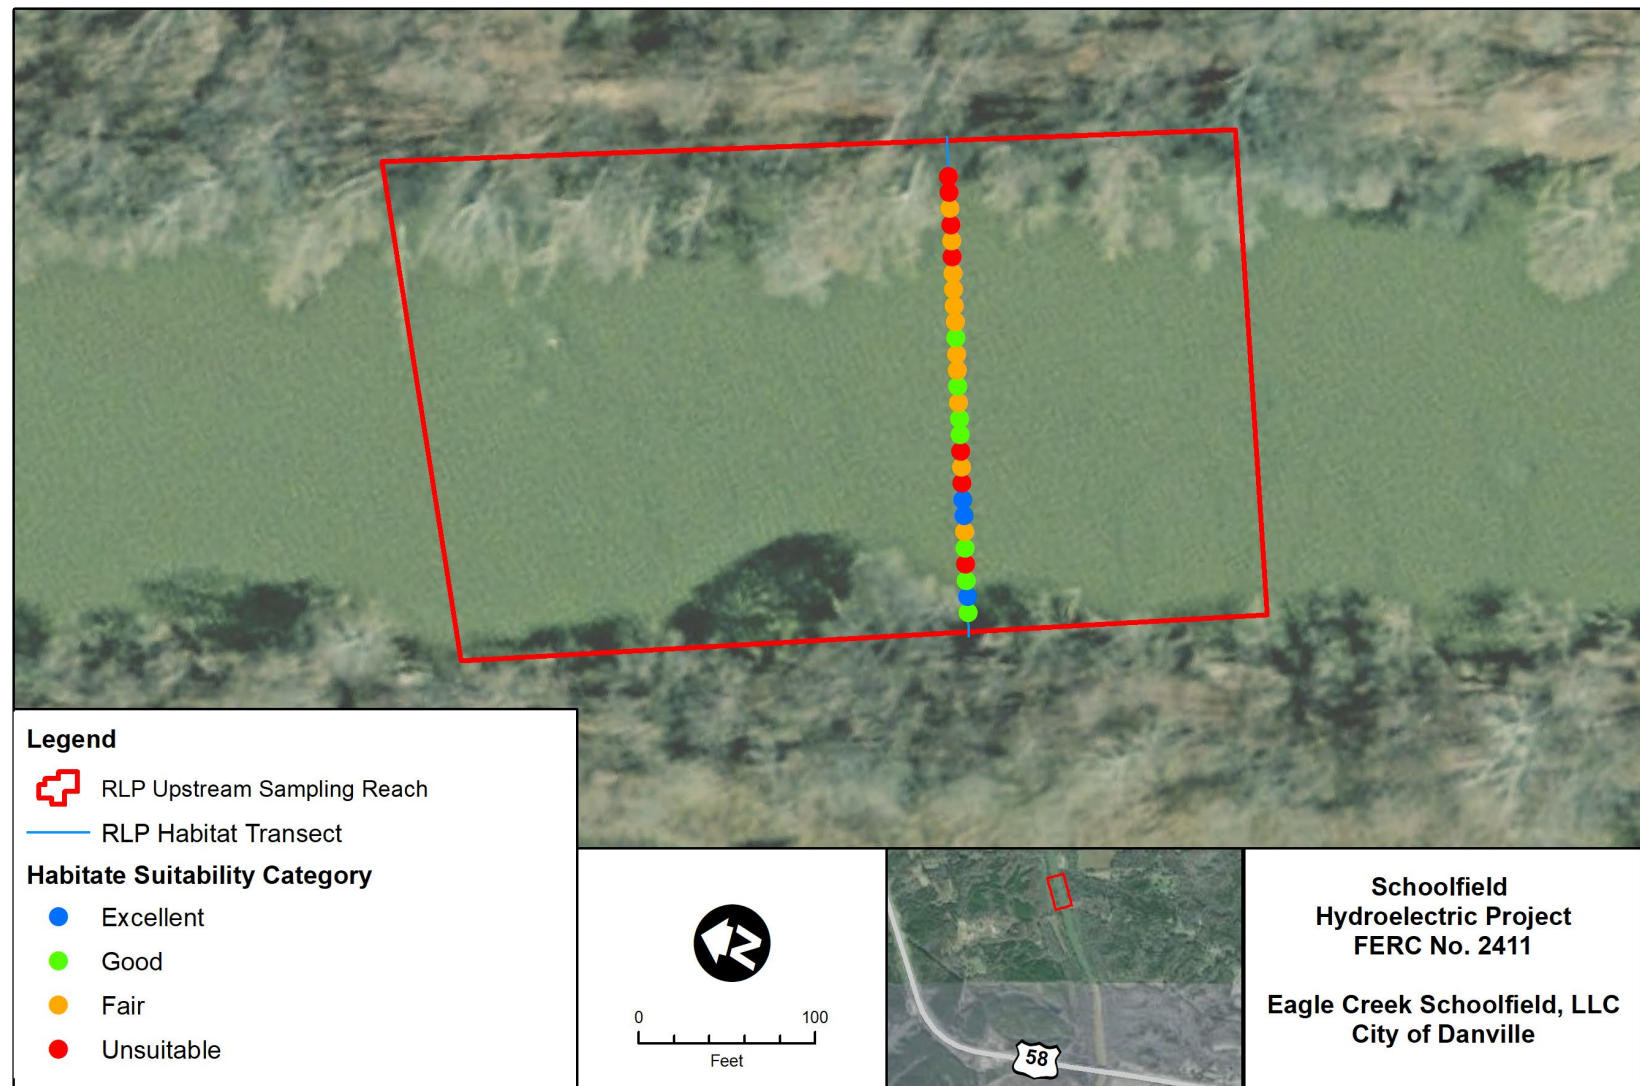 Legend
RLP Upstream Sampling Reach
RLP Habitat Transect
Habitate Suitability Category
Excellent
Good
Fair
Unsuitable
N
0 100
Feet
58
Schoolfield
Hydroelectric Project
FERC No. 2411
Eagle Creek Schoolfield, LLC
City of Danville